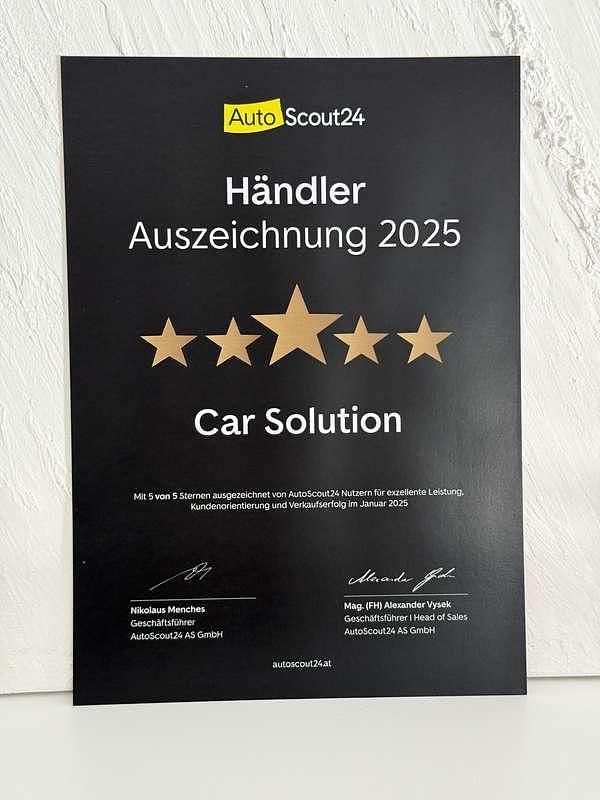 AutoScout24
Händler
Auszeichnung 2025
Car Solution
Mit 5 von 5 Sternen ausgezeichnet von AutoScout24 Nutzern für exzellente Leistung,
Kundenorientierung und Verkaufserfolg im Januar 2025
Nikolaus Menches
Geschäftsführer
AutoScout24 AS GmbH
Mag. (FH) Alexander Vysek
Geschäftsführer I Head of Sales
AutoScout24 AS GmbH
autoscout24.at